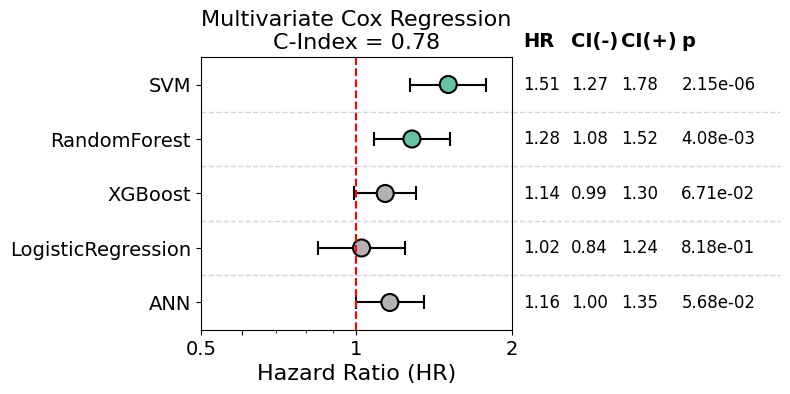 Multivariate Cox Regression
C-Index = 0.78
HR CI(-) CI(+) p
SVM 1.51 1.27 1.78 2.15e-06
RandomForest 1.28 1.08 1.52 4.08e-03
XGBoost 1.14 0.99 1.30 6.71e-02
LogisticRegression 1.02 0.84 1.24 8.18e-01
ANN 1.16 1.00 1.35 5.68e-02
0.5 1 2
Hazard Ratio (HR)